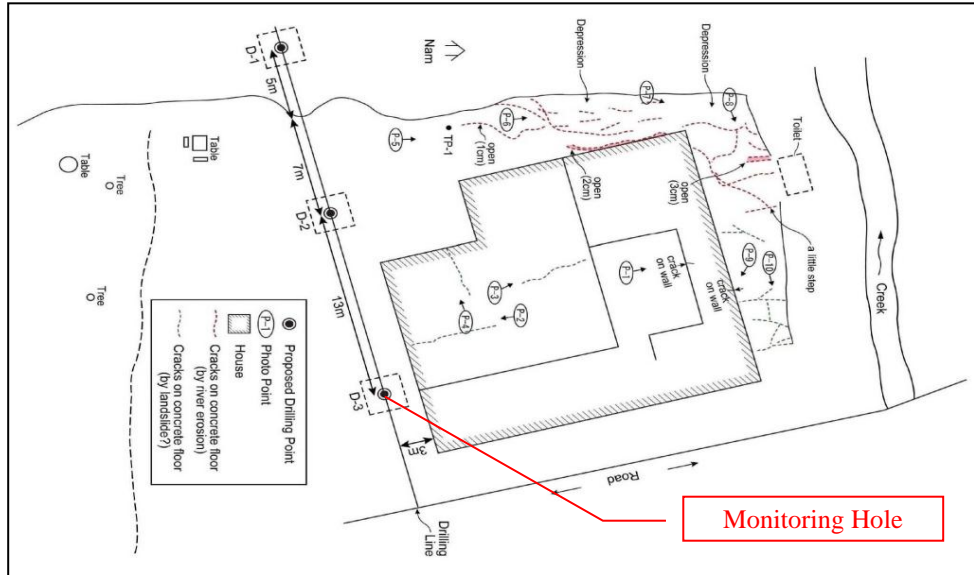 D-1
5m
7m
D-2
13m
D-3
3m
Nam
Depression
Depression
P-7
P-8
P-6
P-5
TP-1
open
(1cm)
open
(2cm)
open
(3cm)
Toilet
a little step
Creek
P-9
P-10
crack
on wall
crack
on wall
P-1
P-3
P-2
P-4
Table
Table
Tree
Tree
Proposed Drilling Point
P-1
Photo Point
House
Cracks on concrete floor
(by river erosion)
Cracks on concrete floor
(by landslide?)
Road
Drilling
Line
Monitoring Hole